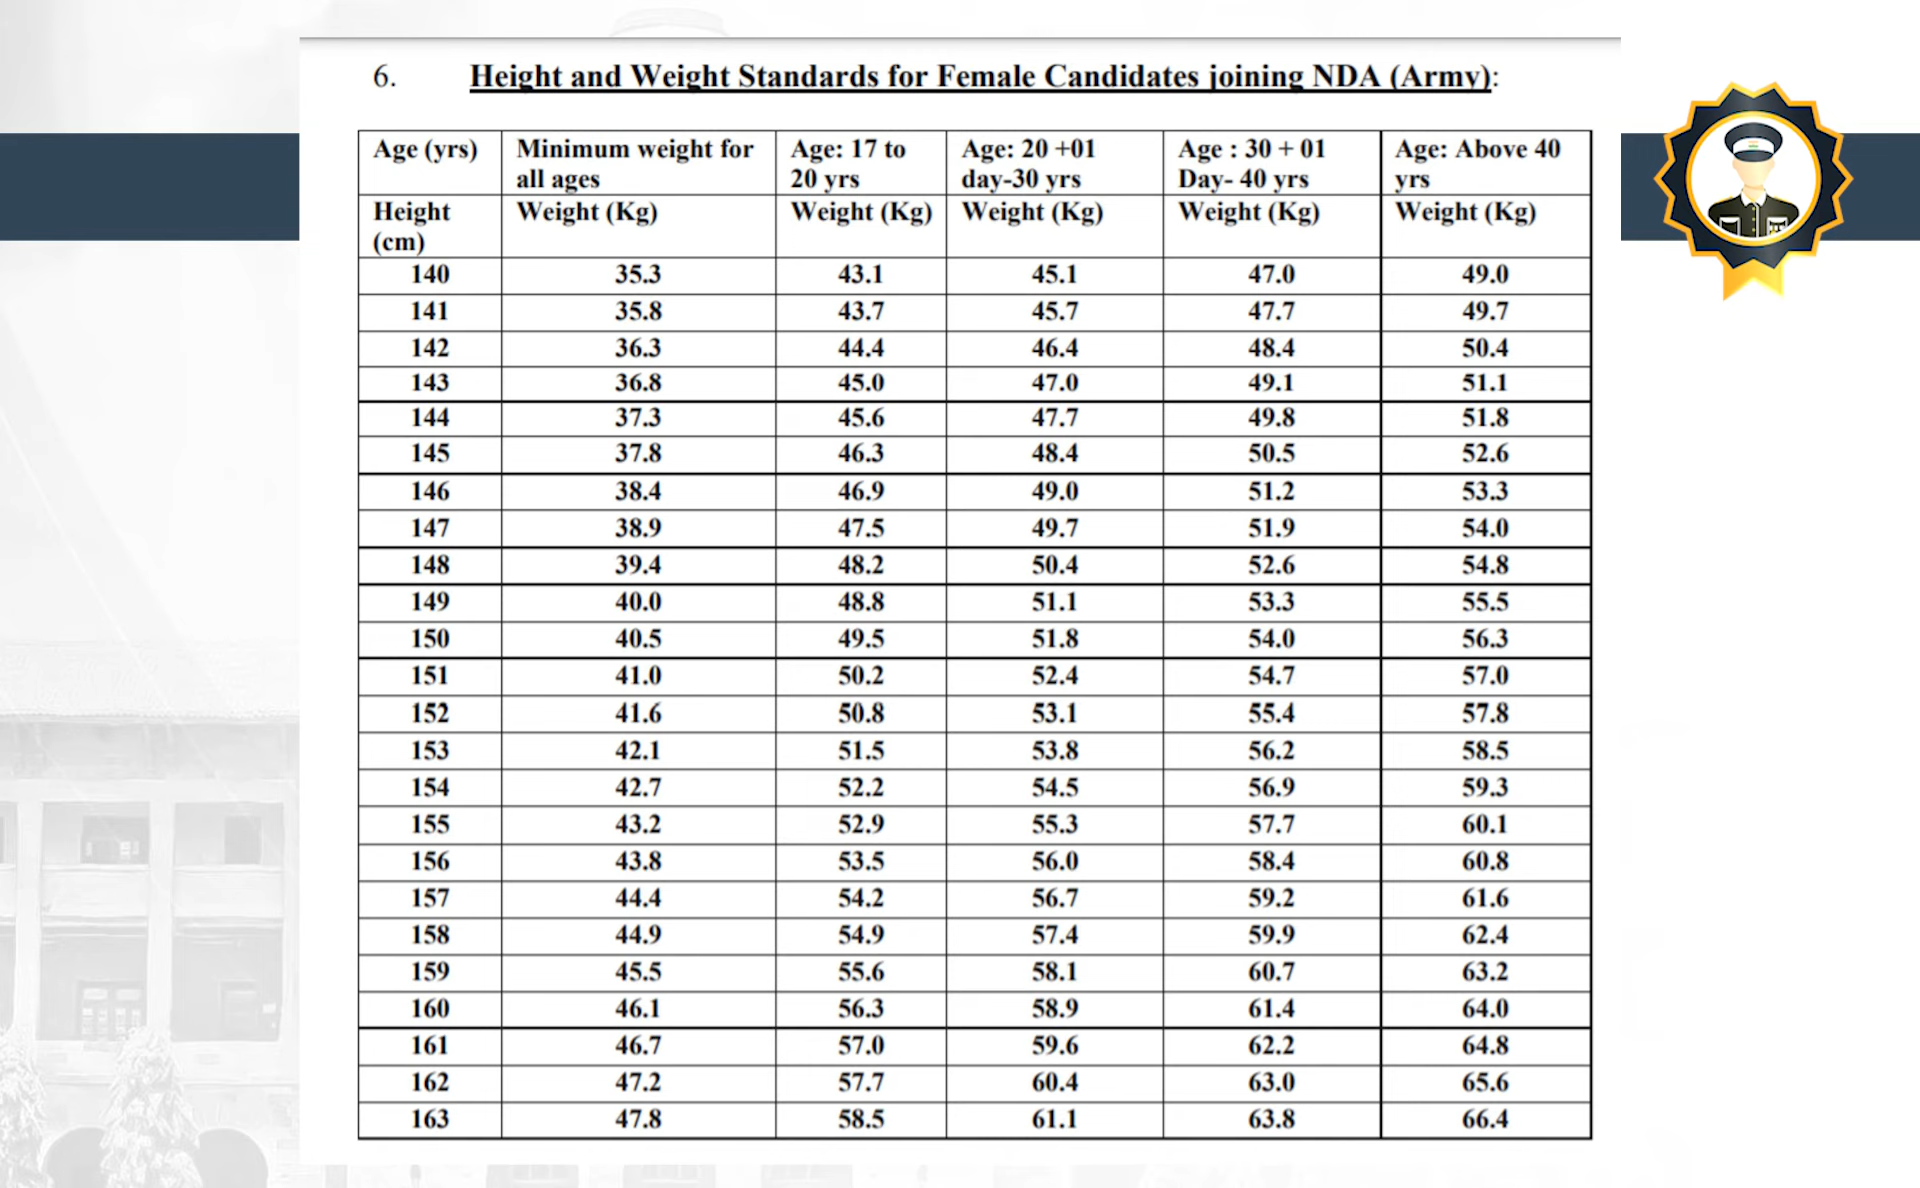 6. Height and Weight Standards for Female Candidates joining NDA (Army):
Age (yrs) Minimum weight for all ages Age: 17 to 20 yrs Age: 20 +01 day-30 yrs Age : 30 + 01 Day- 40 yrs Age: Above 40 yrs
Height (cm) Weight (Kg) Weight (Kg) Weight (Kg) Weight (Kg) Weight (Kg)
140 35.3 43.1 45.1 47.0 49.0
141 35.8 43.7 45.7 47.7 49.7
142 36.3 44.4 46.4 48.4 50.4
143 36.8 45.0 47.0 49.1 51.1
144 37.3 45.6 47.7 49.8 51.8
145 37.8 46.3 48.4 50.5 52.6
146 38.4 46.9 49.0 51.2 53.3
147 38.9 47.5 49.7 51.9 54.0
148 39.4 48.2 50.4 52.6 54.8
149 40.0 48.8 51.1 53.3 55.5
150 40.5 49.5 51.8 54.0 56.3
151 41.0 50.2 52.4 54.7 57.0
152 41.6 50.8 53.1 55.4 57.8
153 42.1 51.5 53.8 56.2 58.5
154 42.7 52.2 54.5 56.9 59.3
155 43.2 52.9 55.3 57.7 60.1
156 43.8 53.5 56.0 58.4 60.8
157 44.4 54.2 56.7 59.2 61.6
158 44.9 54.9 57.4 59.9 62.4
159 45.5 55.6 58.1 60.7 63.2
160 46.1 56.3 58.9 61.4 64.0
161 46.7 57.0 59.6 62.2 64.8
162 47.2 57.7 60.4 63.0 65.6
163 47.8 58.5 61.1 63.8 66.4